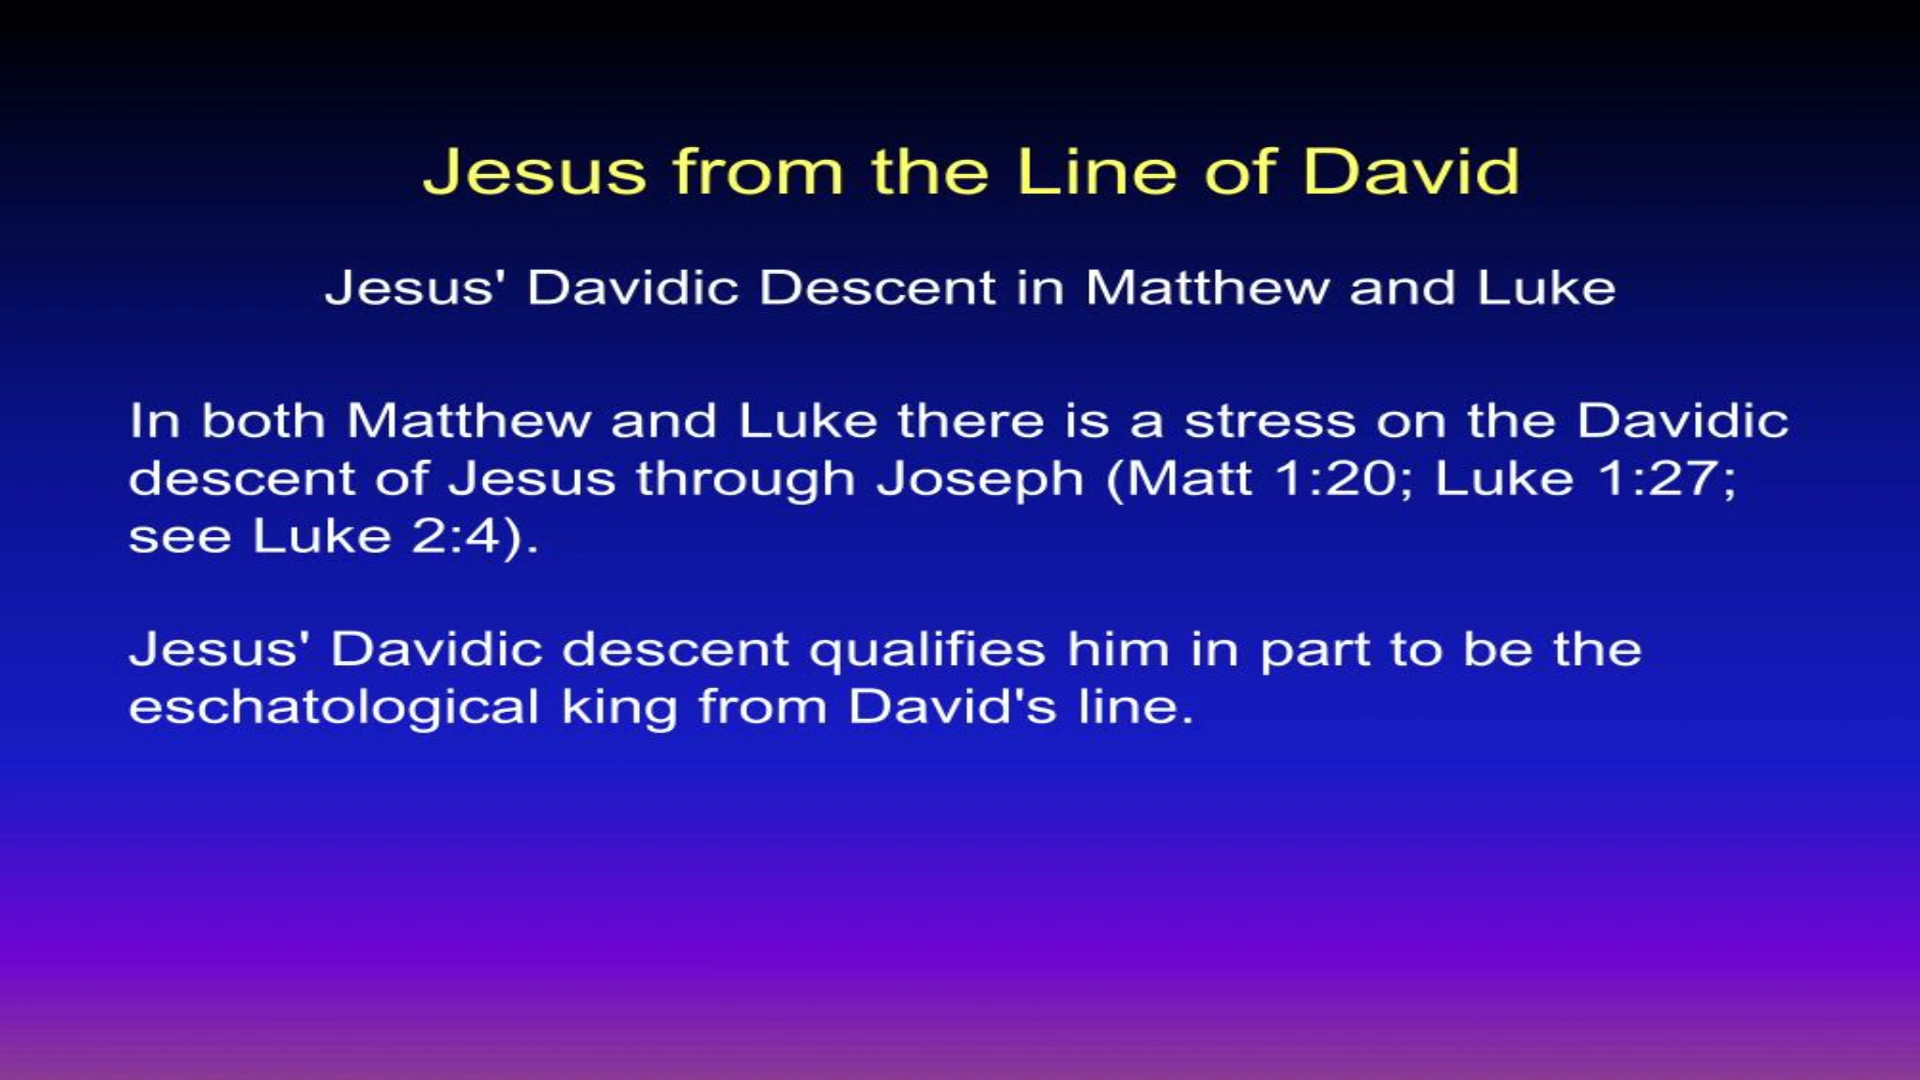 Jesus from the Line of David
Jesus' Davidic Descent in Matthew and Luke
In both Matthew and Luke there is a stress on the Davidic
descent of Jesus through Joseph (Matt 1:20; Luke 1:27;
see Luke 2:4).
Jesus' Davidic descent qualifies him in part to be the
eschatological king from David's line.